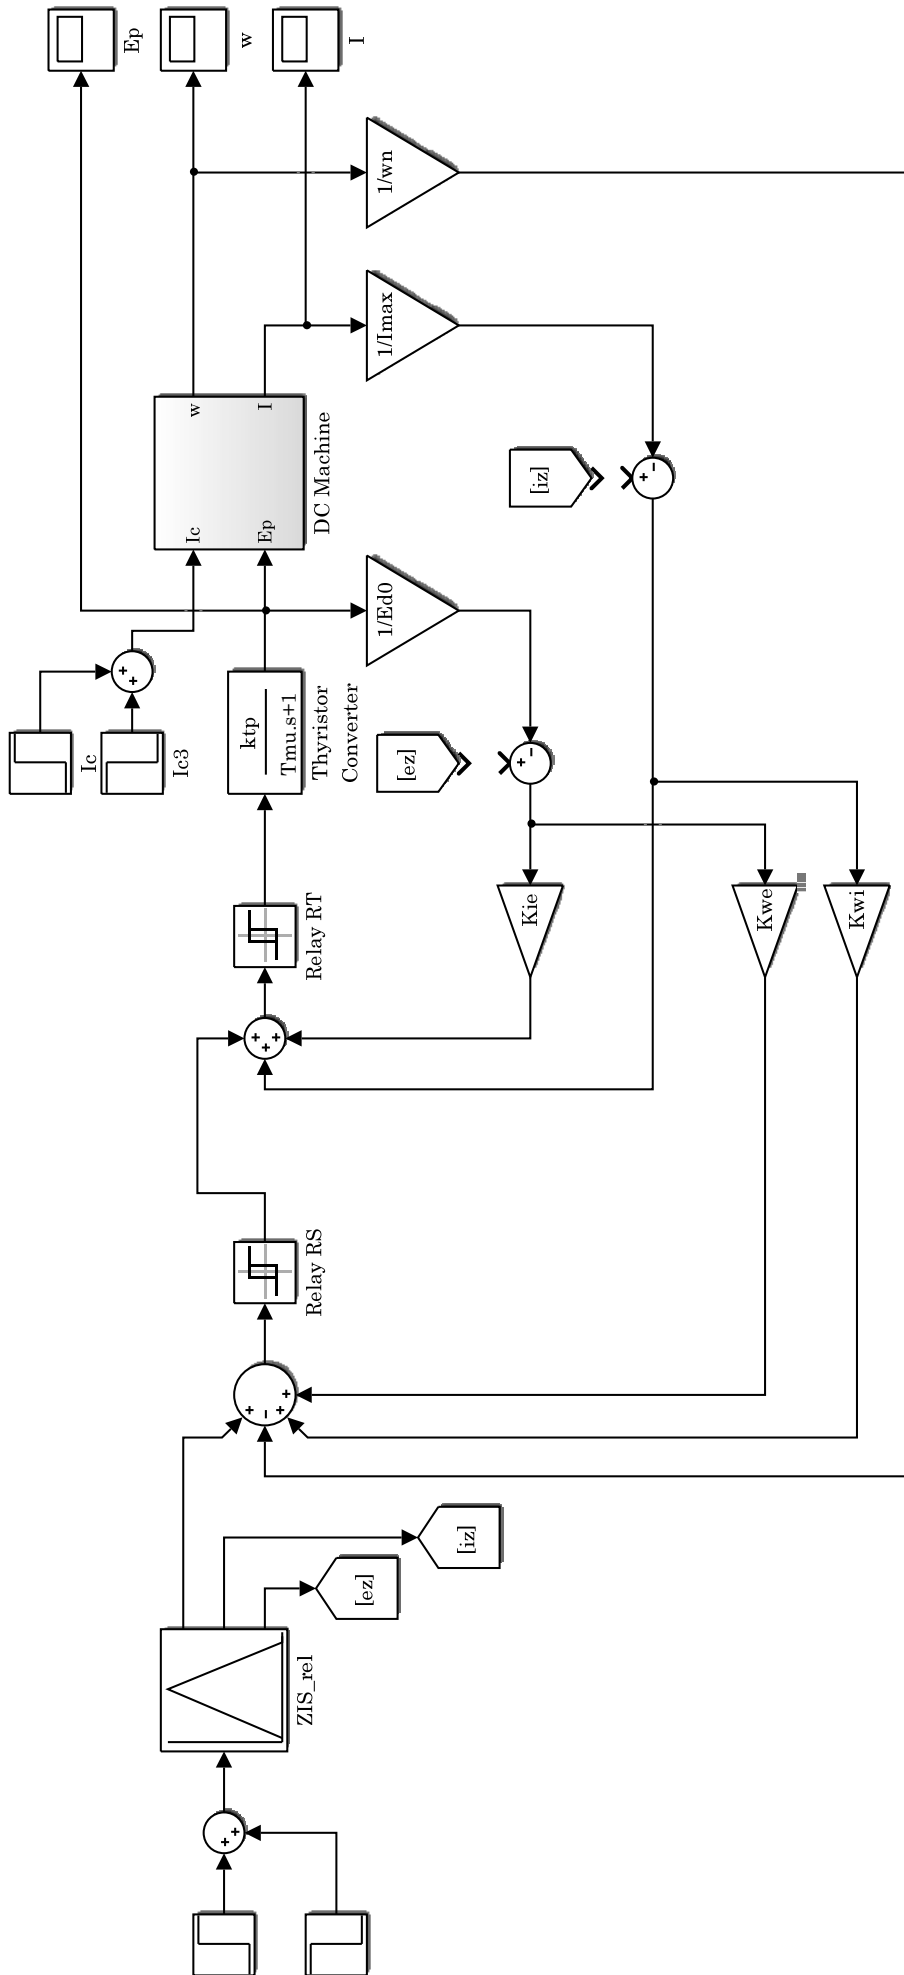 Ep
w
I
1/wn
1/Imax
w
I
DC Machine
Ic
Ep
[iz]
+
−
1/Ed0
+
+
Ic
Ic3
ktp
Tmu.s+1
Thyristor
Converter
[ez]
+
−
Relay RT
Kie
Kwe
Kwi
+
+
+
Relay RS
+
−
+
+
[iz]
[ez]
ZIS_rel
+
+